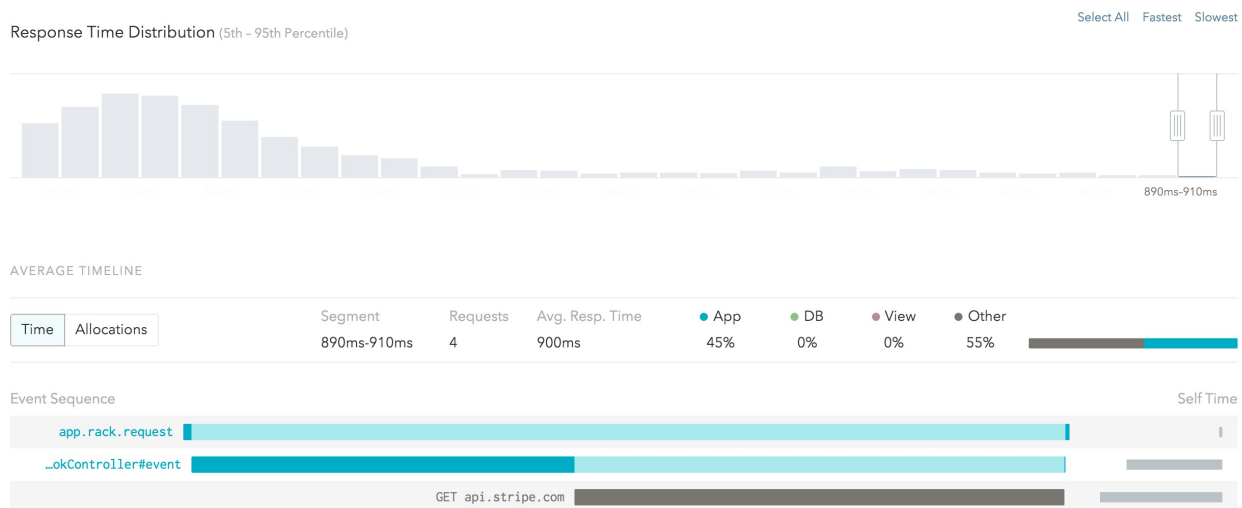 Select All Fastest Slowest
Response Time Distribution (5th – 95th Percentile)
890ms-910ms
AVERAGE TIMELINE
Segment Requests Avg. Resp. Time App DB View Other
Time Allocations
890ms-910ms 4 900ms 45% 0% 0% 55%
Event Sequence Self Time
app.rack.request
…okController#event
GET api.stripe.com